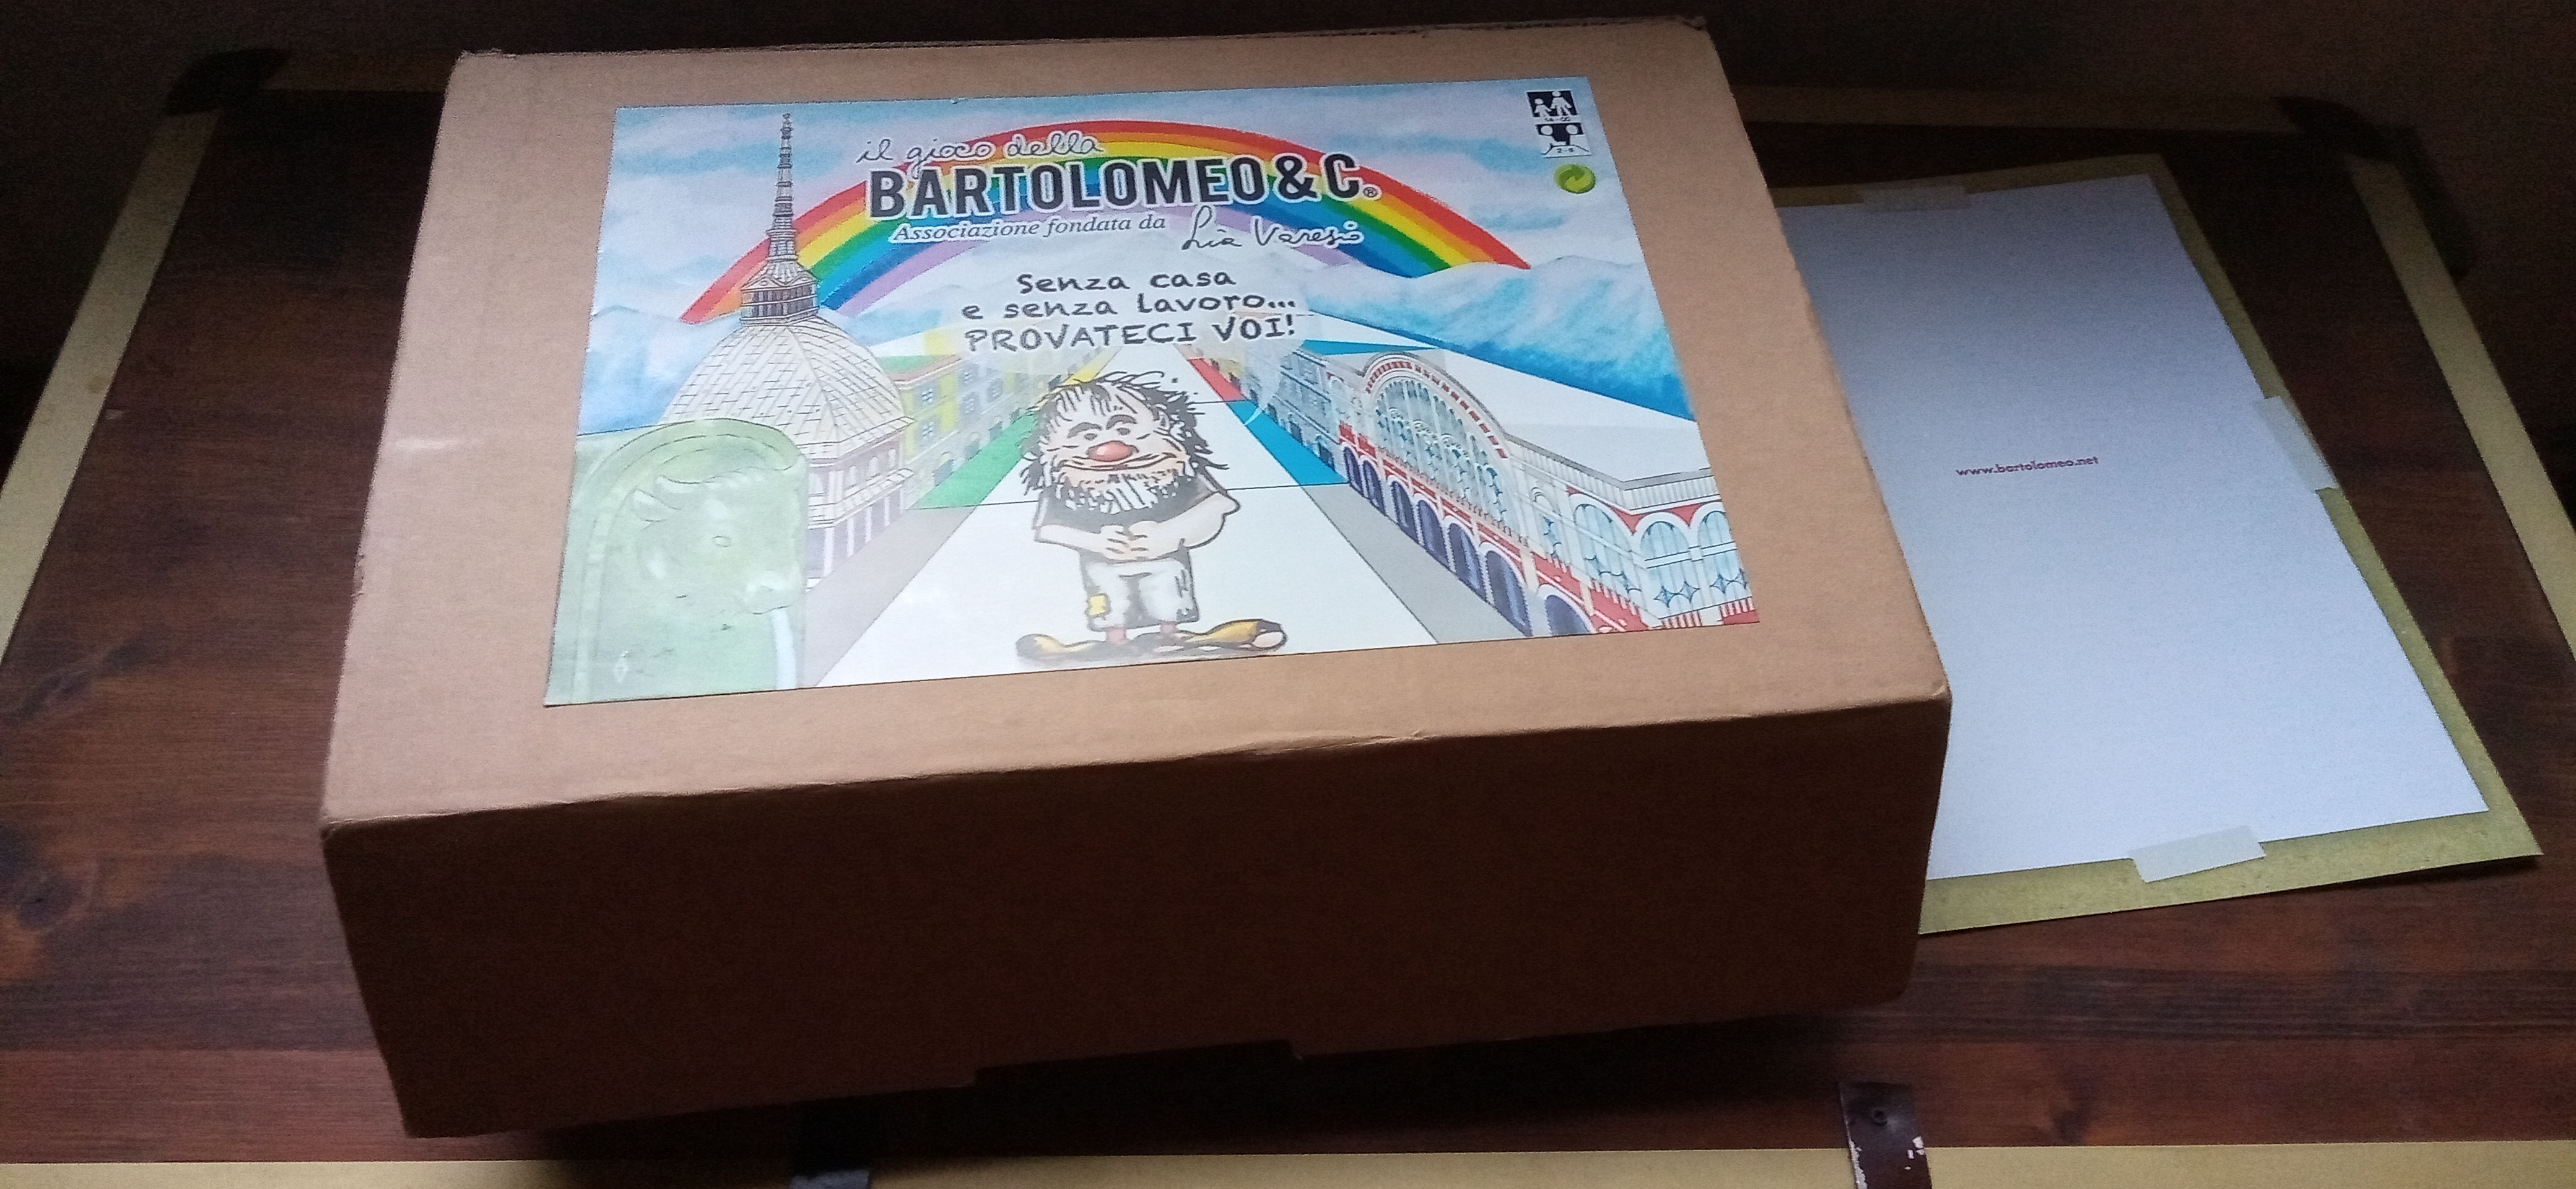 il gioco della
BARTOLOMEO & C.®
Associazione fondata da Lia Varesio
Senza casa
e senza lavoro...
PROVATECI VOI!
www.bartolomeo.net